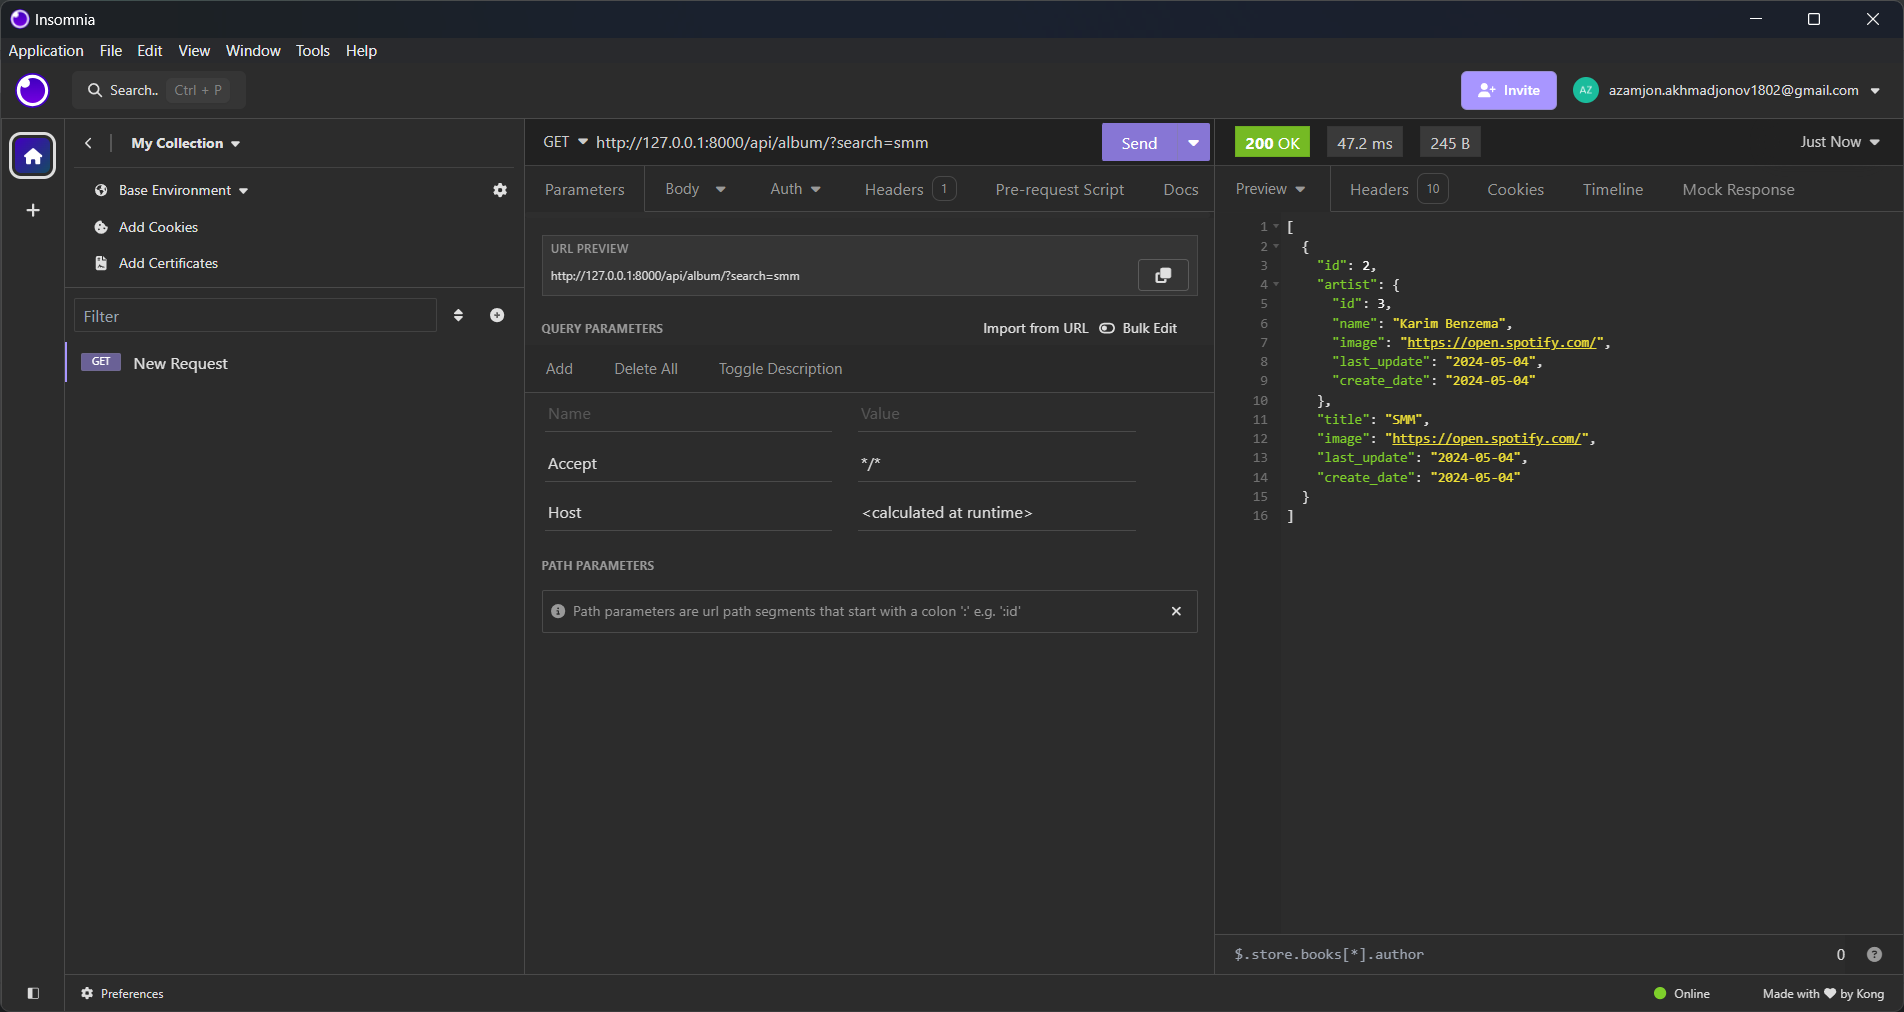 Insomnia
Application File Edit View Window Tools Help
Search.. Ctrl + P
Invite
AZ azamjon.akhmadjonov1802@gmail.com
My Collection
Base Environment
Add Cookies
Add Certificates
Filter
GET New Request
GET http://127.0.0.1:8000/api/album/?search=smm
Send
Parameters Body Auth Headers 1 Pre-request Script Docs
URL PREVIEW
http://127.0.0.1:8000/api/album/?search=smm
QUERY PARAMETERS
Import from URL Bulk Edit
Add Delete All Toggle Description
Name Value
Accept */*
Host <calculated at runtime>
PATH PARAMETERS
Path parameters are url path segments that start with a colon ':' e.g. ':id'
200 OK 47.2 ms 245 B Just Now
Preview Headers 10 Cookies Timeline Mock Response
1 [
2 {
3 "id": 2,
4 "artist": {
5 "id": 3,
6 "name": "Karim Benzema",
7 "image": "https://open.spotify.com/",
8 "last_update": "2024-05-04",
9 "create_date": "2024-05-04"
10 },
11 "title": "SMM",
12 "image": "https://open.spotify.com/",
13 "last_update": "2024-05-04",
14 "create_date": "2024-05-04"
15 }
16 ]
$.store.books[*].author 0
Preferences
Online
Made with ♥ by Kong